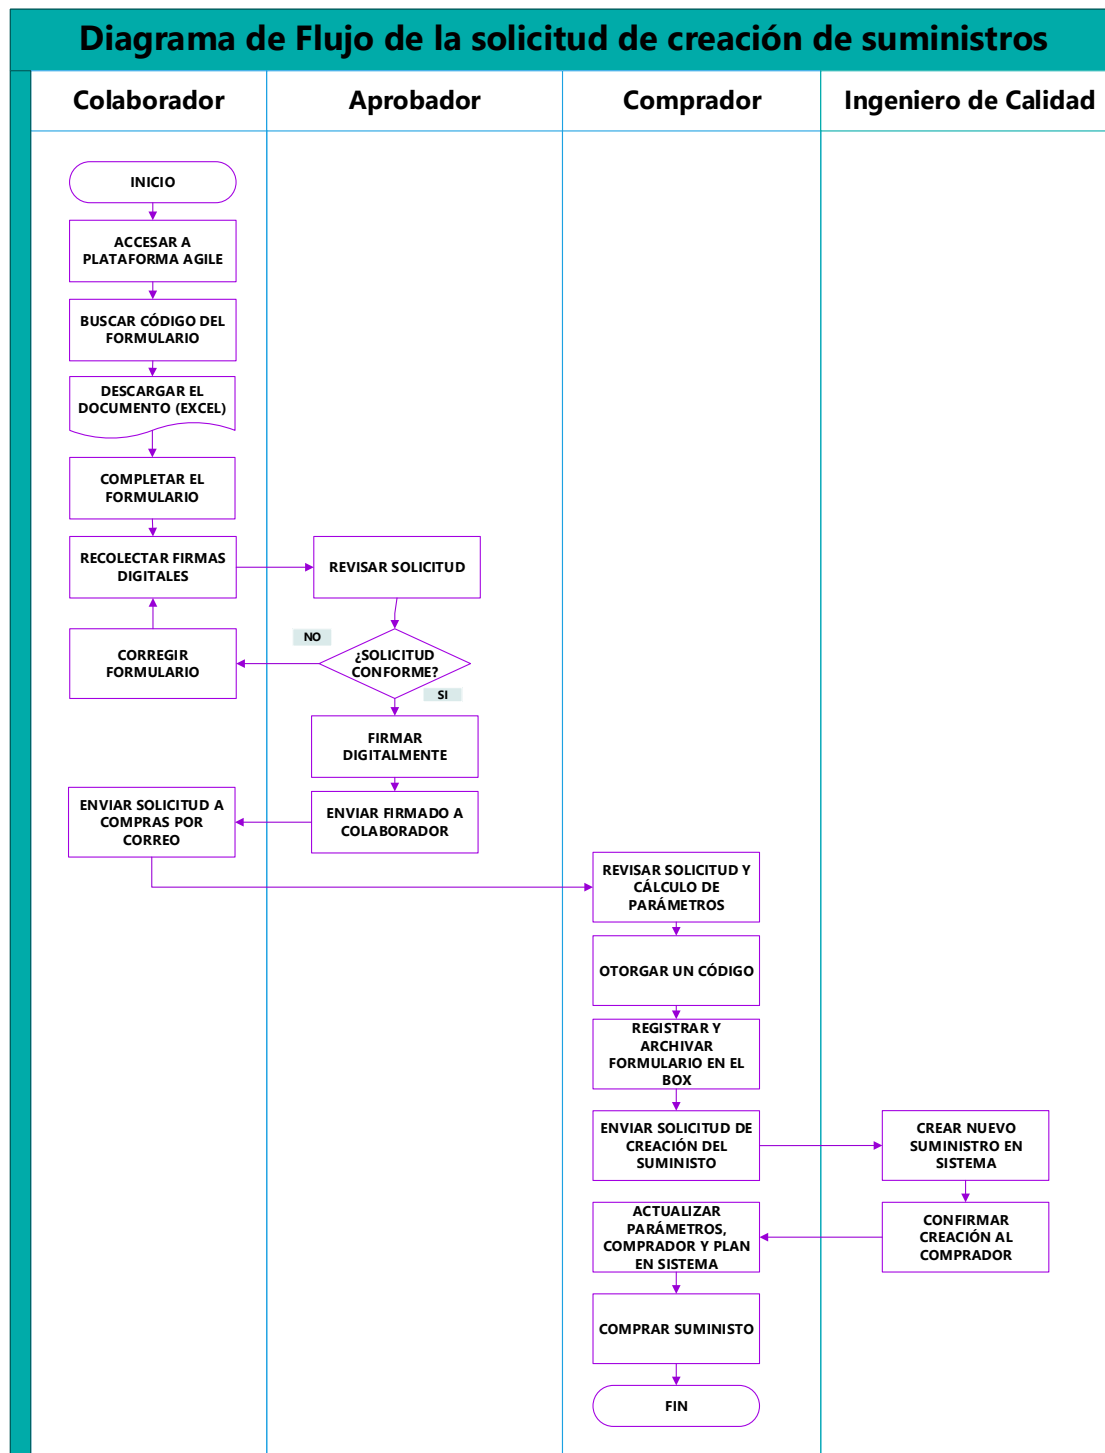 Diagrama de Flujo de la solicitud de creación de suministros
Colaborador
Aprobador
Comprador
Ingeniero de Calidad
INICIO
ACCESAR A
PLATAFORMA AGILE
BUSCAR CÓDIGO DEL
FORMULARIO
DESCARGAR EL
DOCUMENTO (EXCEL)
COMPLETAR EL
FORMULARIO
RECOLECTAR FIRMAS
DIGITALES
REVISAR SOLICITUD
NO
¿SOLICITUD
CONFORME?
CORREGIR
FORMULARIO
SI
FIRMAR
DIGITALMENTE
ENVIAR FIRMADO A
COLABORADOR
ENVIAR SOLICITUD A
COMPRAS POR
CORREO
REVISAR SOLICITUD Y
CÁLCULO DE
PARÁMETROS
OTORGAR UN CÓDIGO
REGISTRAR Y
ARCHIVAR
FORMULARIO EN EL
BOX
ENVIAR SOLICITUD DE
CREACIÓN DEL
SUMINISTO
CREAR NUEVO
SUMINISTRO EN
SISTEMA
CONFIRMAR
CREACIÓN AL
COMPRADOR
ACTUALIZAR
PARÁMETROS,
COMPRADOR Y PLAN
EN SISTEMA
COMPRAR SUMINISTO
FIN